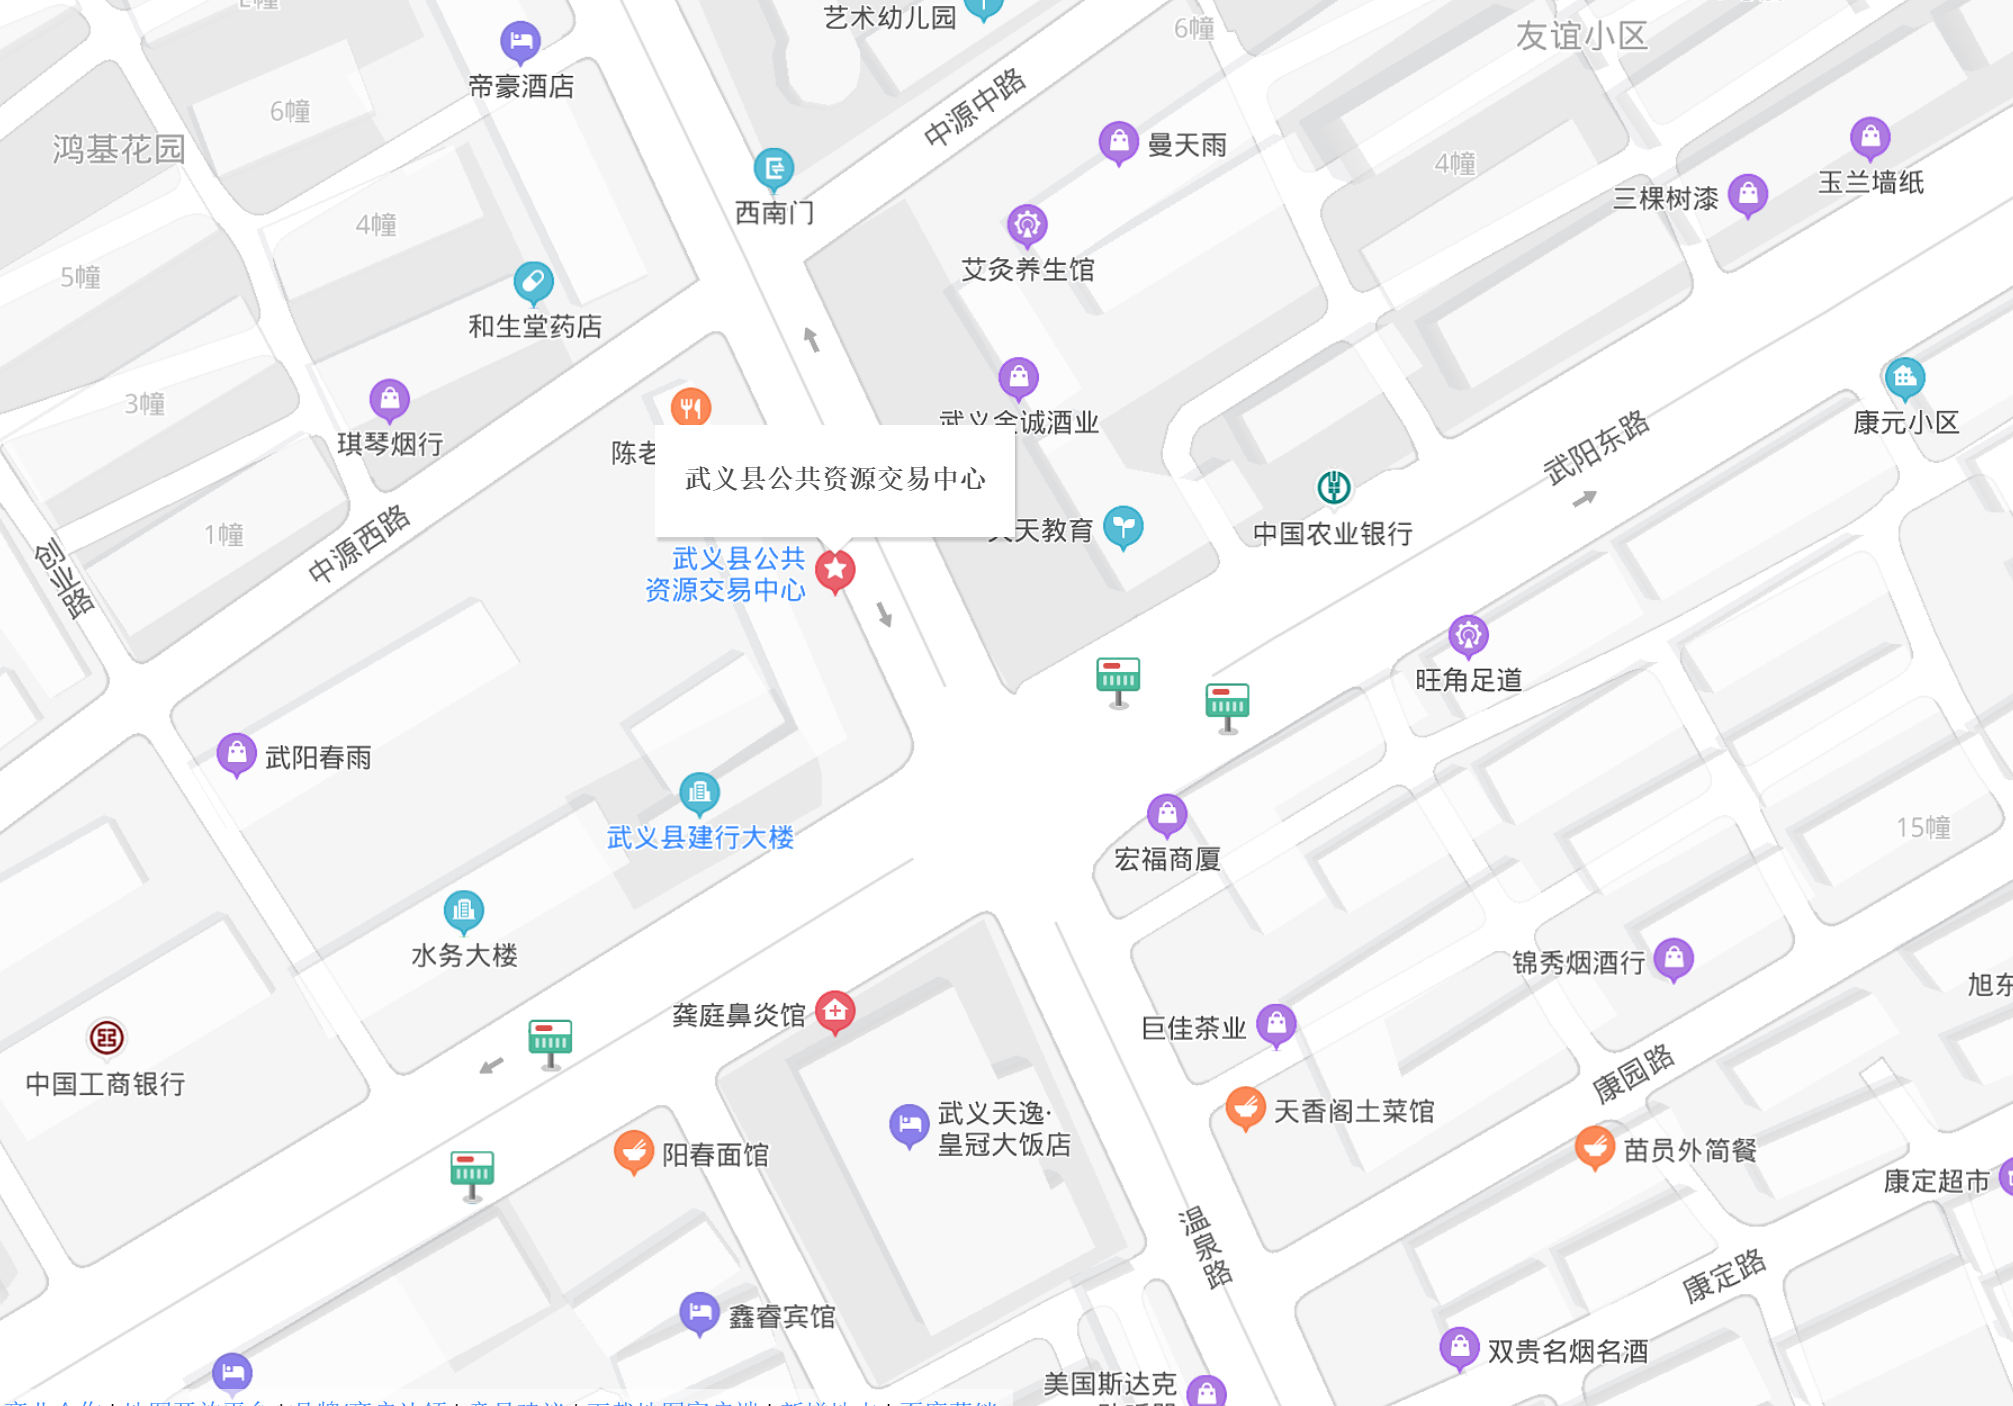 艺术幼儿园
6幢
友谊小区
帝豪酒店
6幢
中源中路
鸿基花园
曼天雨
4幢
玉兰墙纸
三棵树漆
西南门
4幢
艾灸养生馆
5幢
和生堂药店
3幢
武义金诚酒业
康元小区
琪琴烟行
陈老
武阳东路
武义县公共资源交易中心
1幢
中源西路
天教育
中国农业银行
创业路
武义县公共
资源交易中心
旺角足道
武阳春雨
武义县建行大楼
15幢
宏福商厦
水务大楼
锦秀烟酒行
旭东
龚庭鼻炎馆
巨佳茶业
中国工商银行
康园路
武义天逸·
皇冠大饭店
天香阁土菜馆
阳春面馆
苗员外简餐
康定超市
温泉路
康定路
鑫睿宾馆
双贵名烟名酒
美国斯达克